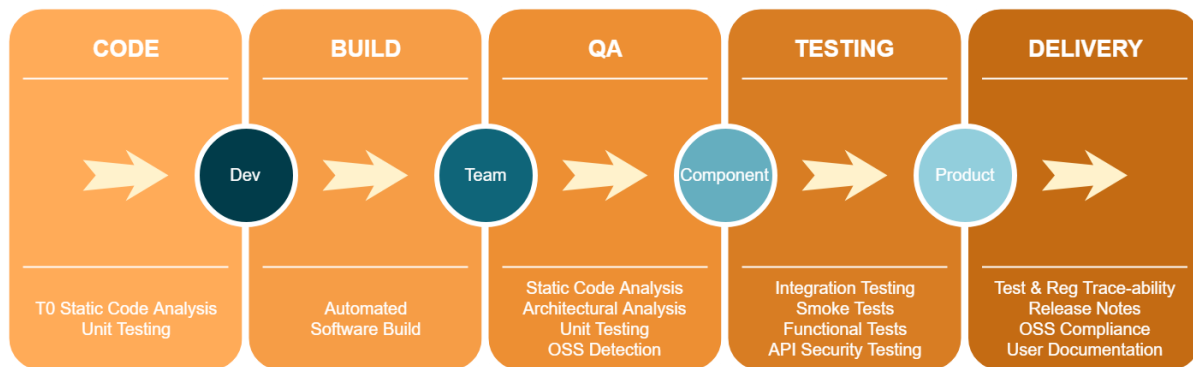 CODE
BUILD
QA
TESTING
DELIVERY
Dev
Team
Component
Product
T0 Static Code Analysis
Unit Testing
Automated
Software Build
Static Code Analysis
Architectural Analysis
Unit Testing
OSS Detection
Integration Testing
Smoke Tests
Functional Tests
API Security Testing
Test & Reg Trace-ability
Release Notes
OSS Compliance
User Documentation